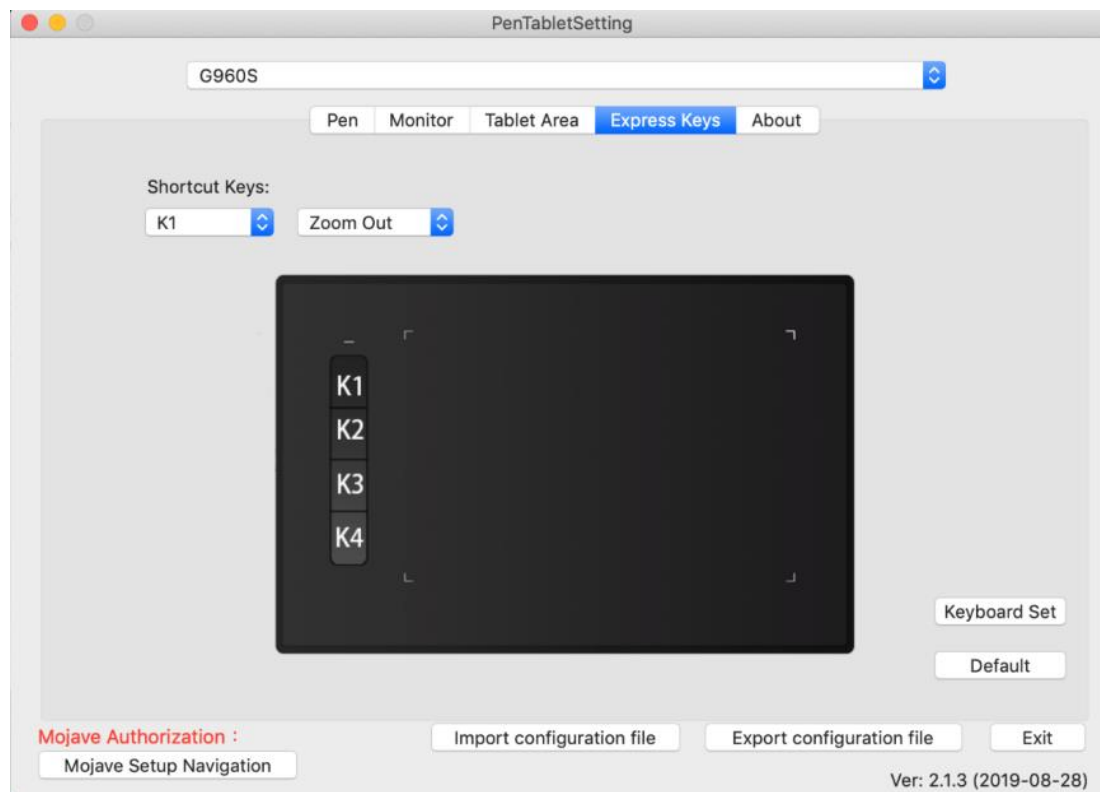 PenTabletSetting
G960S
Pen Monitor Tablet Area Express Keys About
Shortcut Keys:
K1 Zoom Out
K1
K2
K3
K4
Keyboard Set
Default
Mojave Authorization：
Import configuration file Export configuration file Exit
Mojave Setup Navigation
Ver: 2.1.3 (2019-08-28)